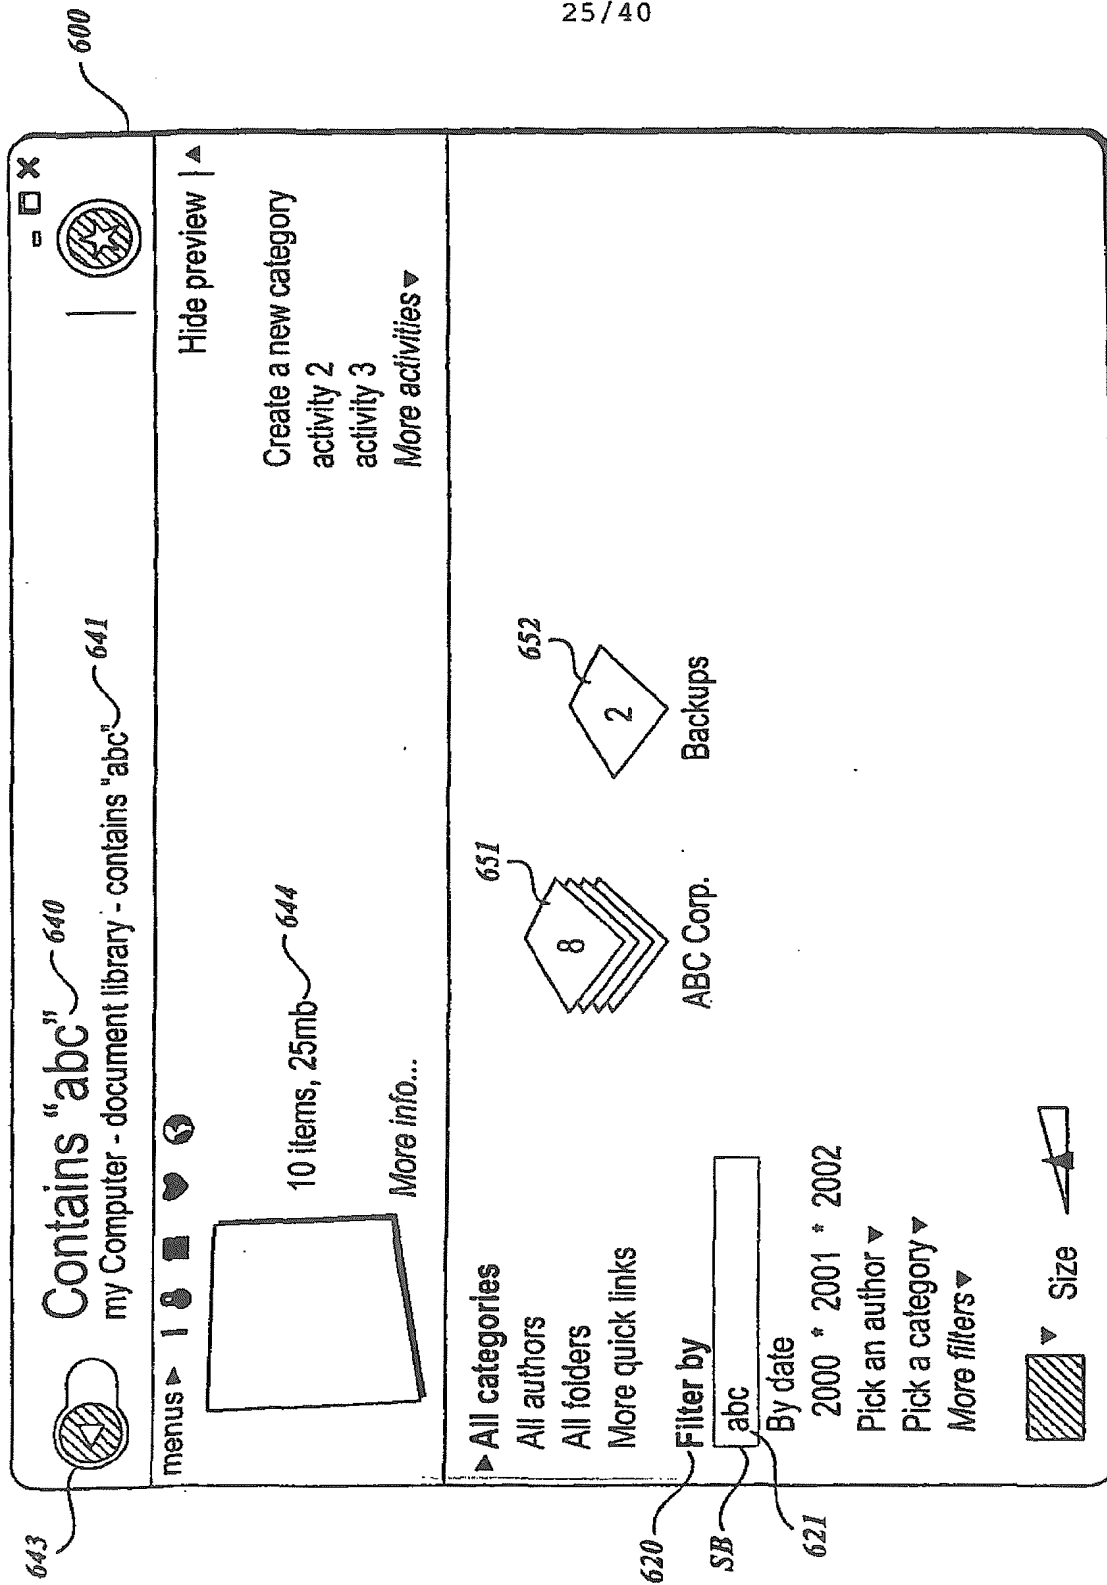 25/40
600
Contains "abc"
640
my Computer - document library - contains "abc"
641
643
menus
Hide preview
10 items, 25mb
644
More info...
Create a new category
activity 2
activity 3
More activities
All categories
All authors
All folders
More quick links
620
Filter by
SB
abc
621
By date
2000 * 2001 * 2002
Pick an author
Pick a category
More filters
Size
651
8
ABC Corp.
652
2
Backups